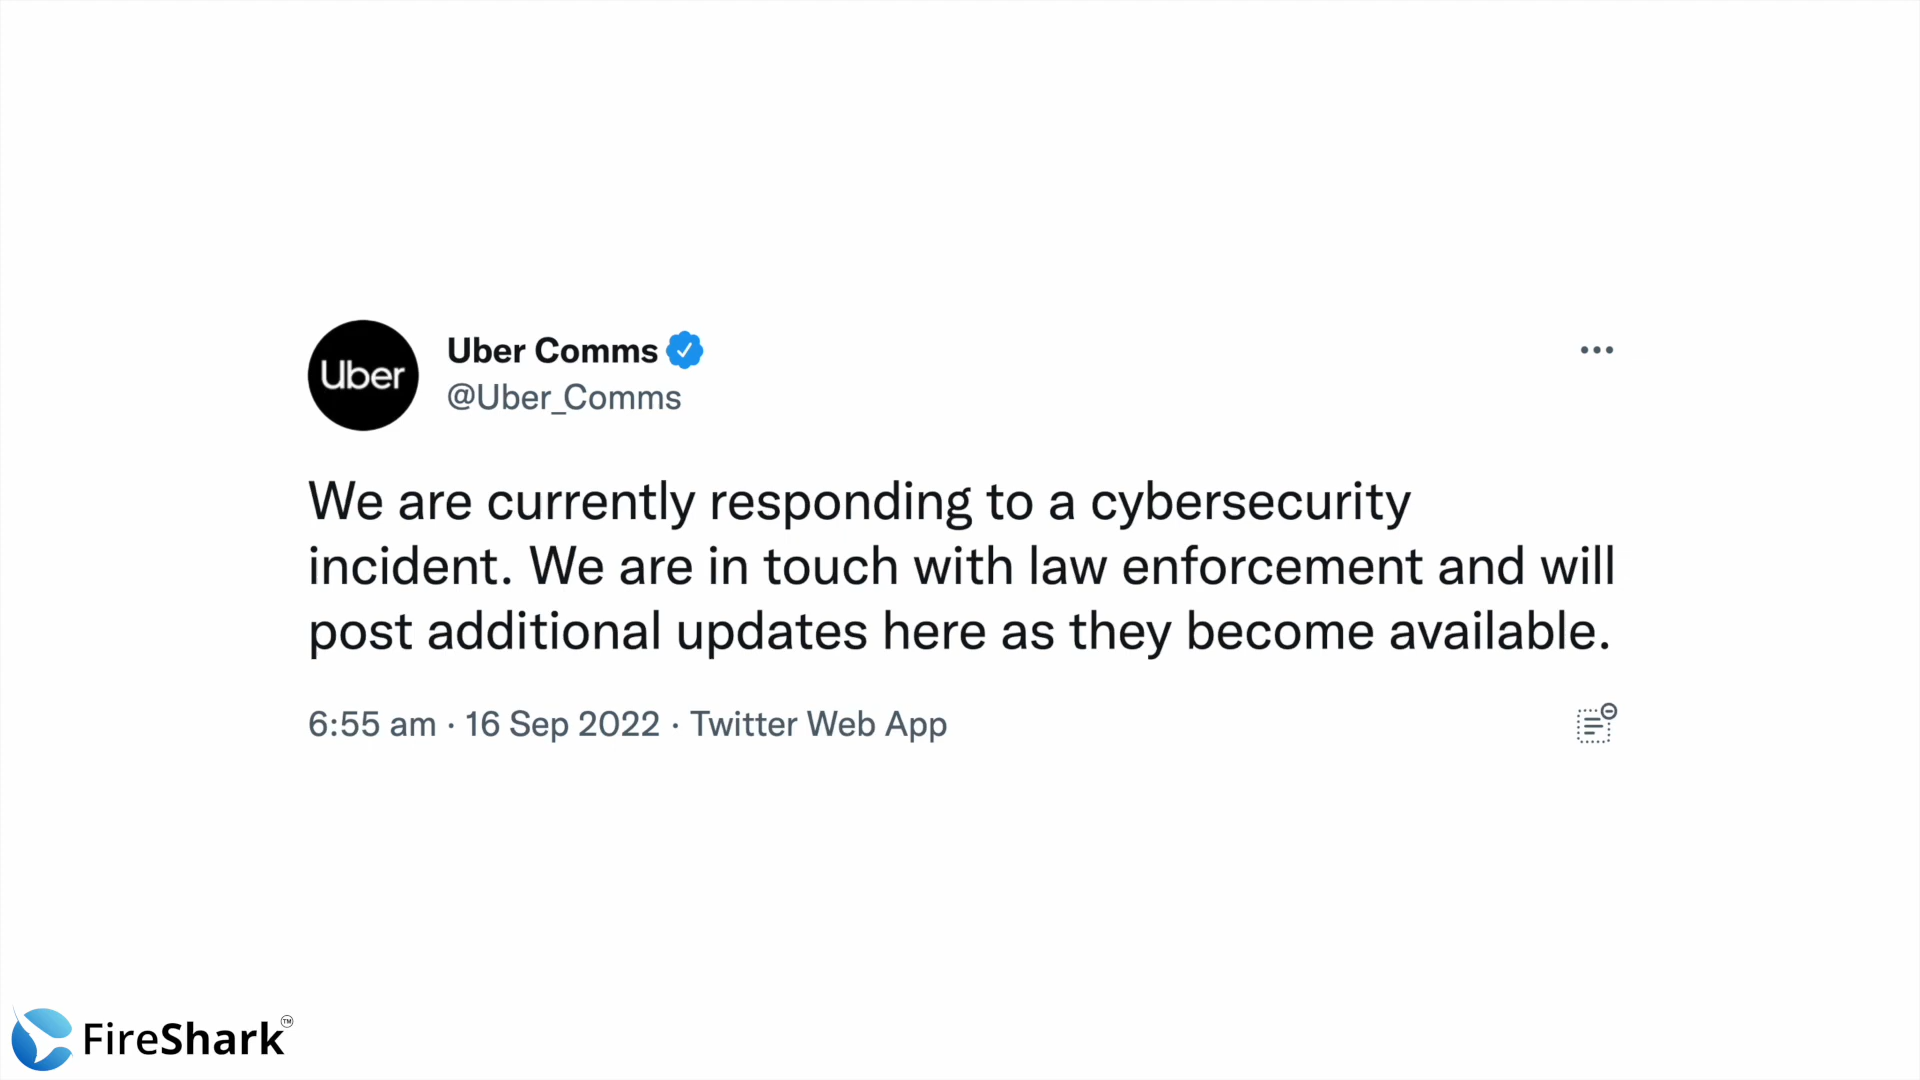 Uber
Uber Comms
@Uber_Comms
We are currently responding to a cybersecurity
incident. We are in touch with law enforcement and will
post additional updates here as they become available.
6:55 am · 16 Sep 2022 · Twitter Web App
FireShark™